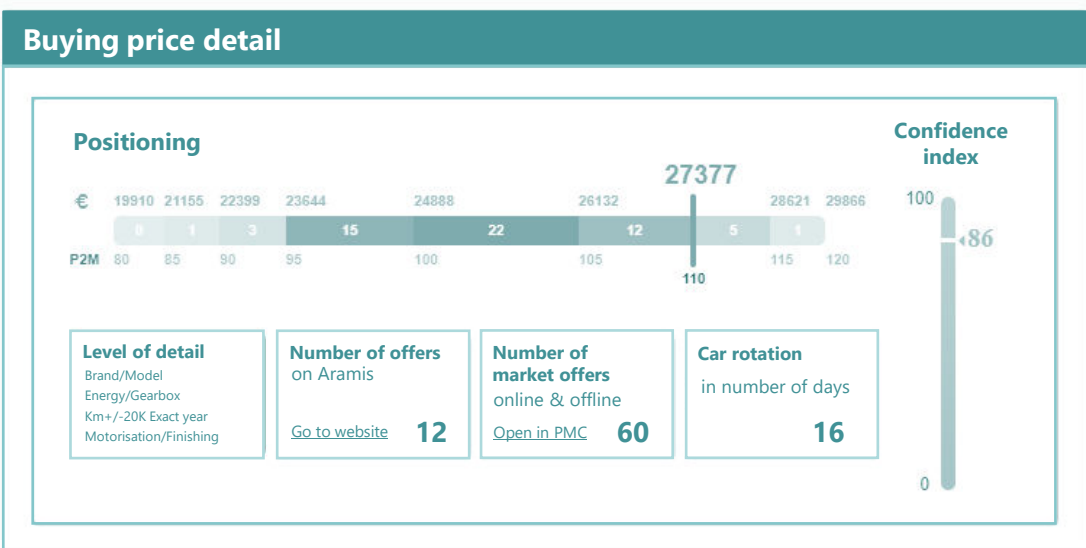 Buying price detail
Positioning
Confidence
index
27377
€ 19910 21155 22399 23644 24888 26132 28621 29866
0 1 3 15 22 12 5 1
P2M 80 85 90 95 100 105 115 120
110
100
86
0
Level of detail
Brand/Model
Energy/Gearbox
Km+/-20K Exact year
Motorisation/Finishing
Number of offers
on Aramis
Go to website 12
Number of
market offers
online & offline
Open in PMC 60
Car rotation
in number of days
16